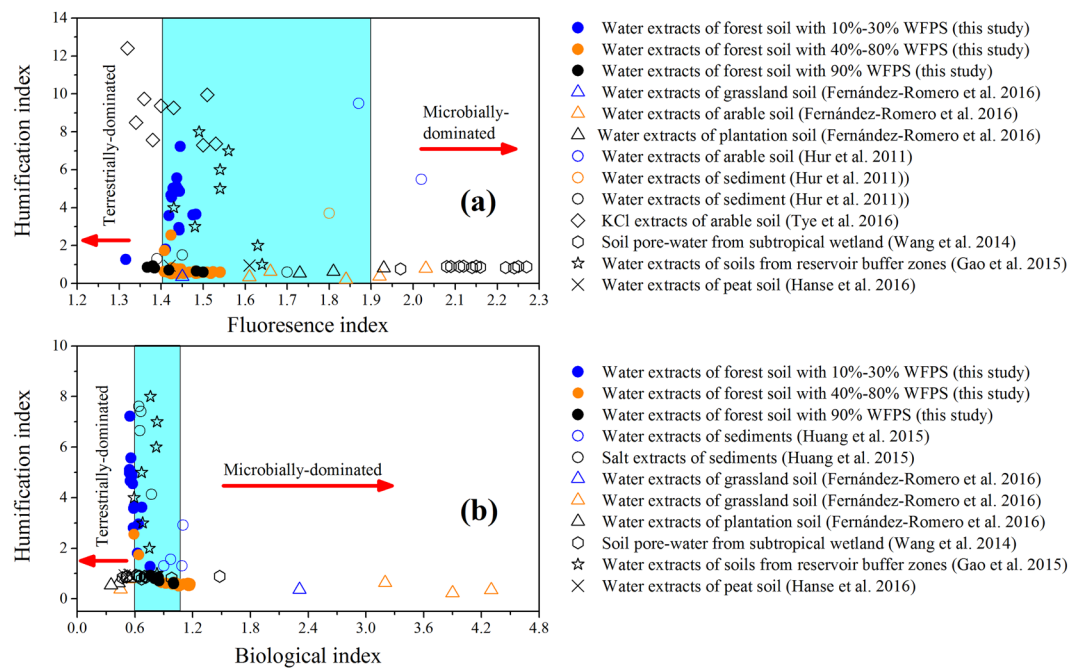 14
12
10
8
6
4
2
0
Humification index
Terrestrially-dominated
Microbially-
dominated
(a)
1.2 1.3 1.4 1.5 1.6 1.7 1.8 1.9 2.0 2.1 2.2 2.3
Fluoresence index
Water extracts of forest soil with 10%-30% WFPS (this study)
Water extracts of forest soil with 40%-80% WFPS (this study)
Water extracts of forest soil with 90% WFPS (this study)
Water extracts of grassland soil (Fernández-Romero et al. 2016)
Water extracts of arable soil (Fernández-Romero et al. 2016)
Water extracts of plantation soil (Fernández-Romero et al. 2016)
Water extracts of arable soil (Hur et al. 2011)
Water extracts of sediment (Hur et al. 2011))
Water extracts of sediment (Hur et al. 2011))
KCl extracts of arable soil (Tye et al. 2016)
Soil pore-water from subtropical wetland (Wang et al. 2014)
Water extracts of soils from reservoir buffer zones (Gao et al. 2015)
Water extracts of peat soil (Hanse et al. 2016)
10
8
6
4
2
0
Humification index
Terrestrially-dominated
Microbially-dominated
(b)
0.0 0.6 1.2 1.8 2.4 3.0 3.6 4.2 4.8
Biological index
Water extracts of forest soil with 10%-30% WFPS (this study)
Water extracts of forest soil with 40%-80% WFPS (this study)
Water extracts of forest soil with 90% WFPS (this study)
Water extracts of sediments (Huang et al. 2015)
Salt extracts of sediments (Huang et al. 2015)
Water extracts of grassland soil (Fernández-Romero et al. 2016)
Water extracts of grassland soil (Fernández-Romero et al. 2016)
Water extracts of plantation soil (Fernández-Romero et al. 2016)
Soil pore-water from subtropical wetland (Wang et al. 2014)
Water extracts of soils from reservoir buffer zones (Gao et al. 2015)
Water extracts of peat soil (Hanse et al. 2016)